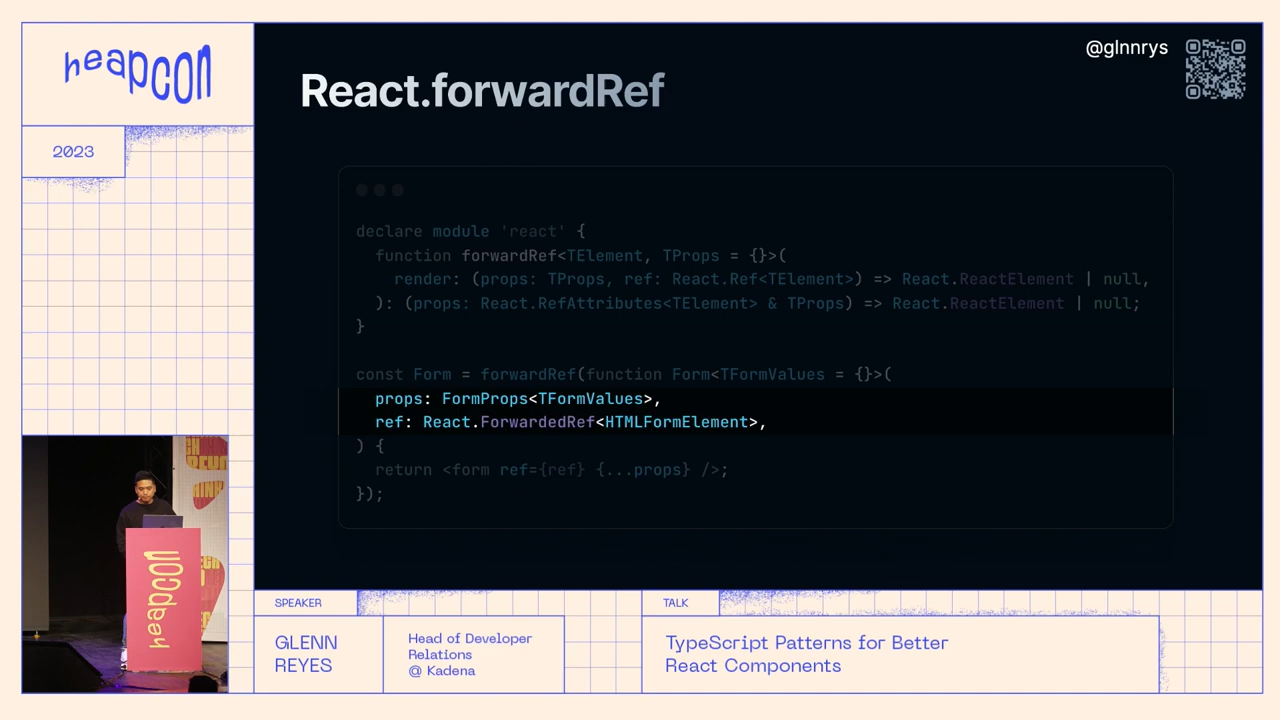 heapcon
2023
@glnnrys
React.forwardRef
declare module 'react' {
function forwardRef<TElement, TProps = {}>(
render: (props: TProps, ref: React.Ref<TElement>) => React.ReactElement | null,
): (props: React.RefAttributes<TElement> & TProps) => React.ReactElement | null;
}
const Form = forwardRef(function Form<TFormValues = {}>(
props: FormProps<TFormValues>,
ref: React.ForwardedRef<HTMLFormElement>,
) {
return <form ref={ref} {...props} />;
});
heapcon
SPEAKER
GLENN
REYES
Head of Developer
Relations
@ Kadena
TALK
TypeScript Patterns for Better
React Components